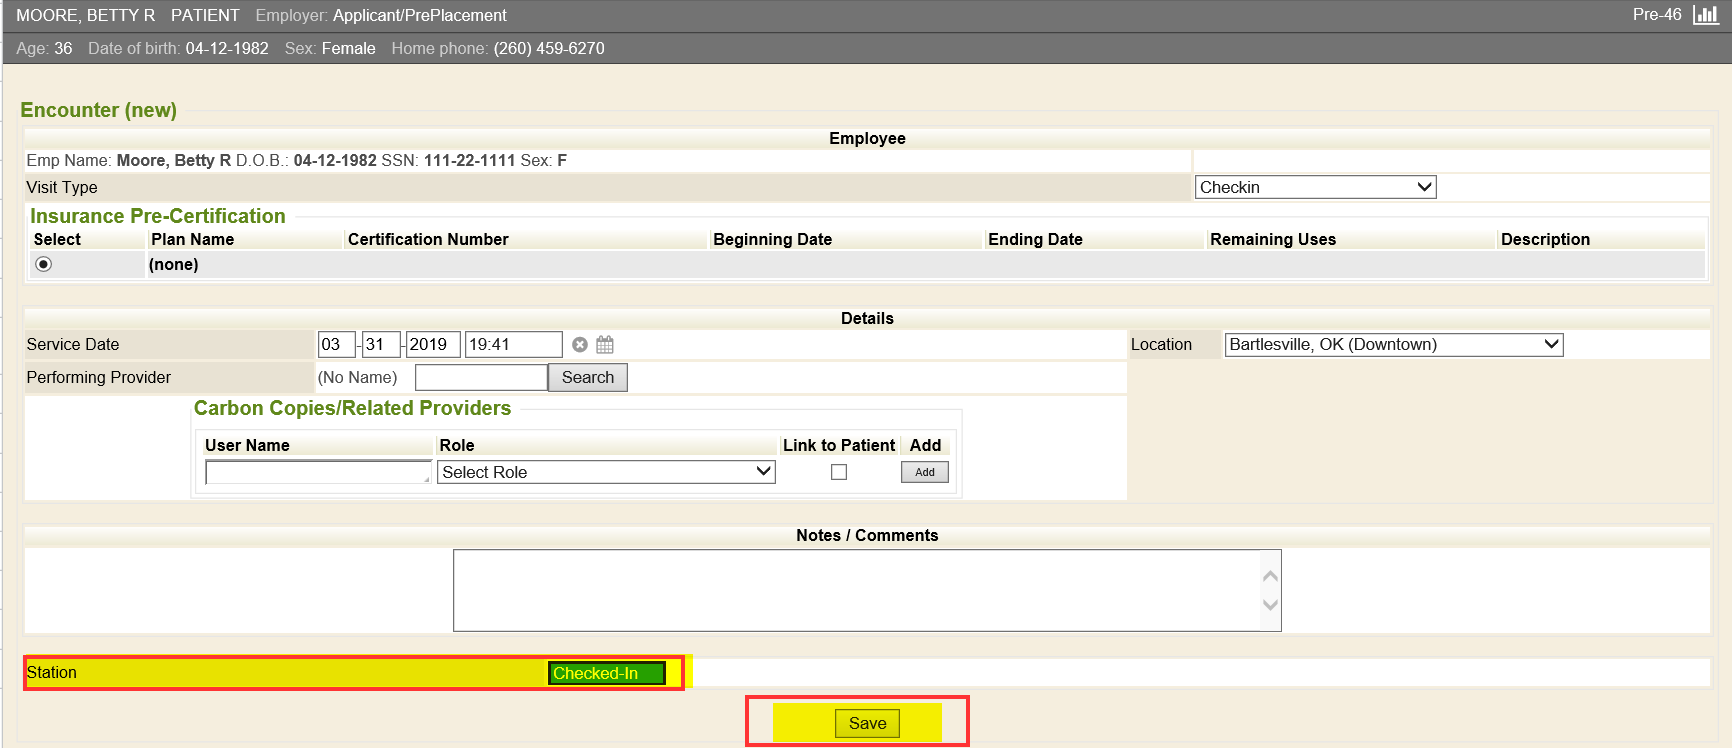 MOORE, BETTY R PATIENT Employer: Applicant/PrePlacement Pre-46
Age: 36 Date of birth: 04-12-1982 Sex: Female Home phone: (260) 459-6270
Encounter (new)
Employee
Emp Name: Moore, Betty R D.O.B.: 04-12-1982 SSN: 111-22-1111 Sex: F
Visit Type Checkin
Insurance Pre-Certification
Select Plan Name Certification Number Beginning Date Ending Date Remaining Uses Description
(none)
Details
Service Date 03 - 31 - 2019 19:41 Location Bartlesville, OK (Downtown)
Performing Provider (No Name) Search
Carbon Copies/Related Providers
User Name Role Link to Patient Add
Select Role Add
Notes / Comments
Station Checked-In
Save